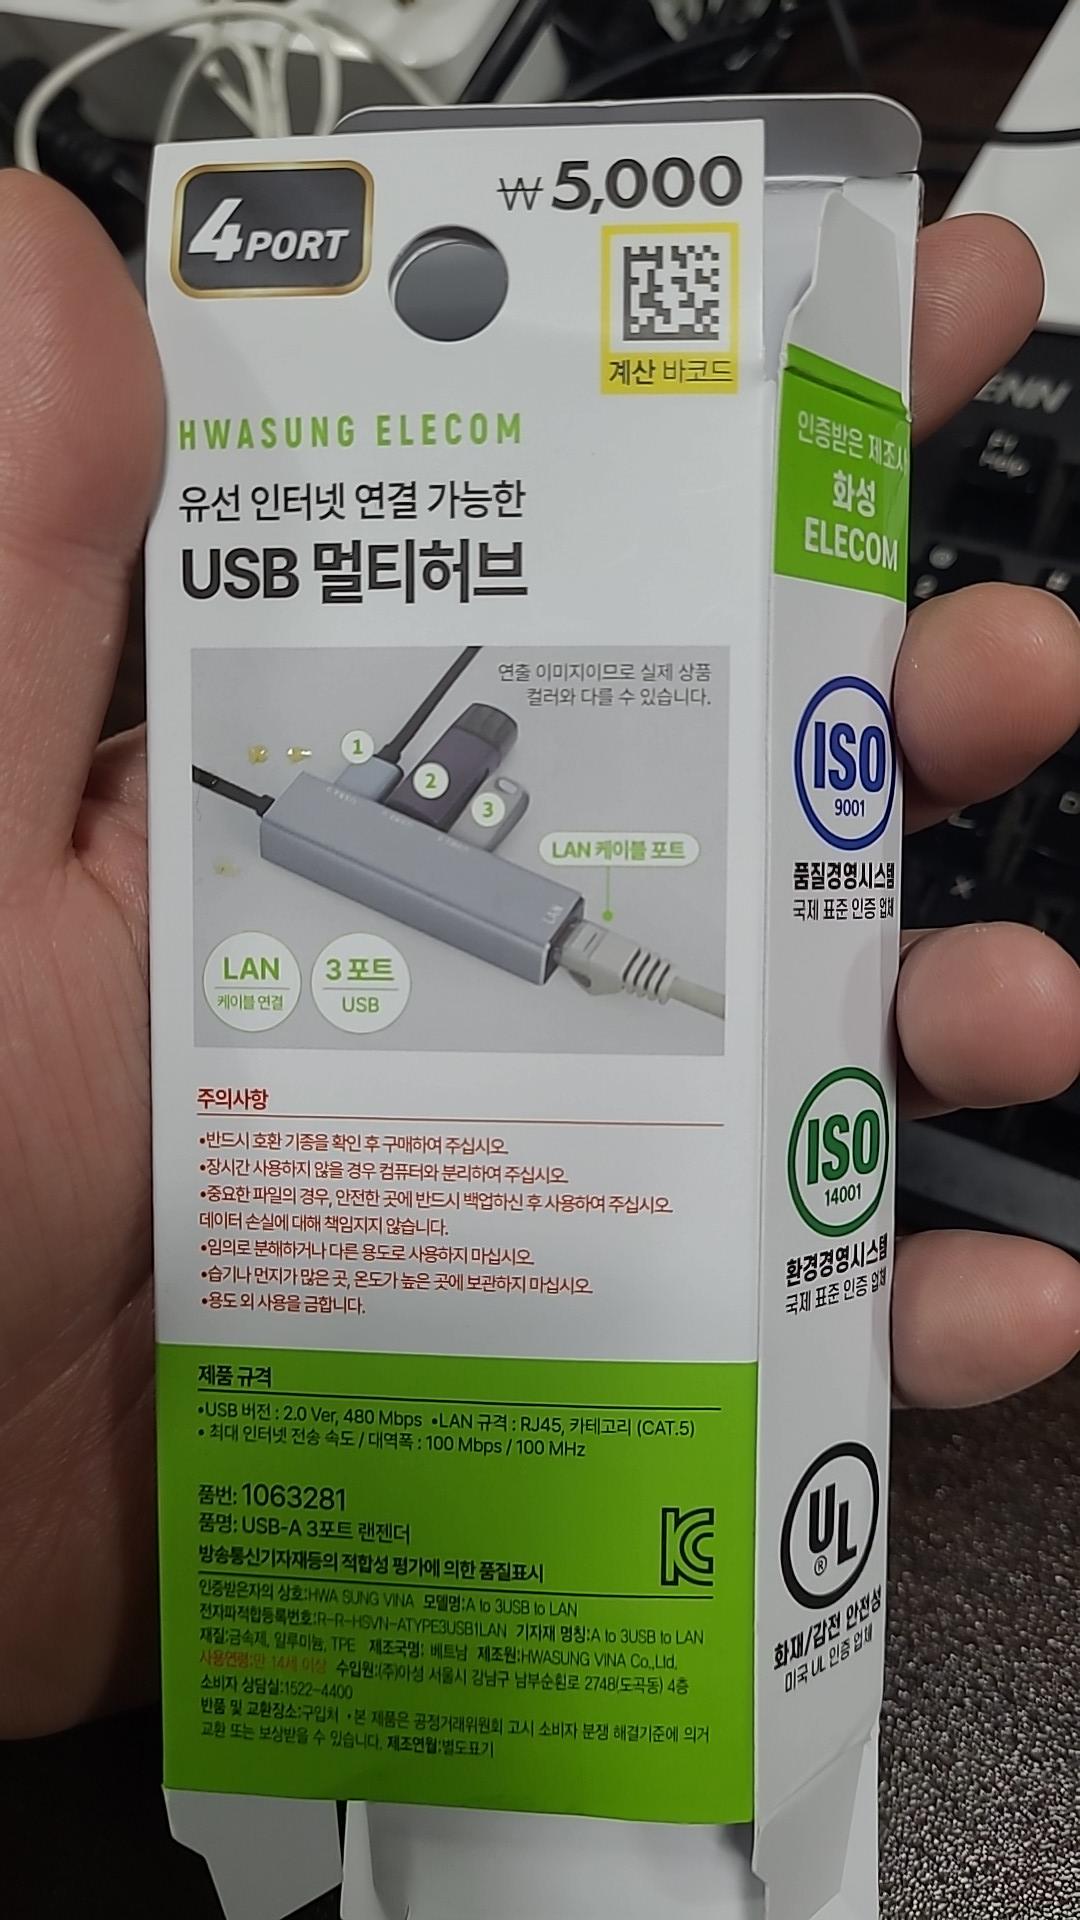 4PORT
₩5,000
계산 바코드
HWASUNG ELECOM
유선 인터넷 연결 가능한
USB 멀티허브
연출 이미지이므로 실제 상품
컬러와 다를 수 있습니다.
1
2
3
LAN 케이블 포트
LAN
LAN
케이블 연결
3 포트
USB
주의사항
•반드시 호환 기종을 확인 후 구매하여 주십시오.
•장시간 사용하지 않을 경우 컴퓨터와 분리하여 주십시오.
•중요한 파일의 경우, 안전한 곳에 반드시 백업하신 후 사용하여 주십시오.
데이터 손실에 대해 책임지지 않습니다.
•임의로 분해하거나 다른 용도로 사용하지 마십시오.
•습기나 먼지가 많은 곳, 온도가 높은 곳에 보관하지 마십시오.
•용도 외 사용을 금합니다.
제품 규격
•USB 버전 : 2.0 Ver, 480 Mbps •LAN 규격 : RJ45, 카테고리 (CAT.5)
• 최대 인터넷 전송 속도 / 대역폭 : 100 Mbps / 100 MHz
품번: 1063281
품명: USB-A 3포트 랜젠더
방송통신기자재등의 적합성 평가에 의한 품질표시
인증받은자의 상호:HWA SUNG VINA 모델명:A to 3USB to LAN
전자파적합등록번호:R-R-HSVN-ATYPE3USB1LAN 기자재 명칭:A to 3USB to LAN
재질:금속제, 알루미늄, TPE 제조국명: 베트남 제조원:HWASUNG VINA Co.,Ltd,
사용연령:만 14세 이상 수입원:(주)아성 서울시 강남구 남부순환로 2748(도곡동) 4층
소비자 상담실:1522-4400
반품 및 교환장소:구입처 •본 제품은 공정거래위원회 고시 소비자 분쟁 해결기준에 의거
교환 또는 보상받을 수 있습니다. 제조연월:별도표기
인증받은 제조사
화성
ELECOM
ISO
9001
품질경영시스템
국제 표준 인증 업체
ISO
14001
환경경영시스템
국제 표준 인증 업체
UL
®
화재/감전 안전성
미국 UL 인증 업체